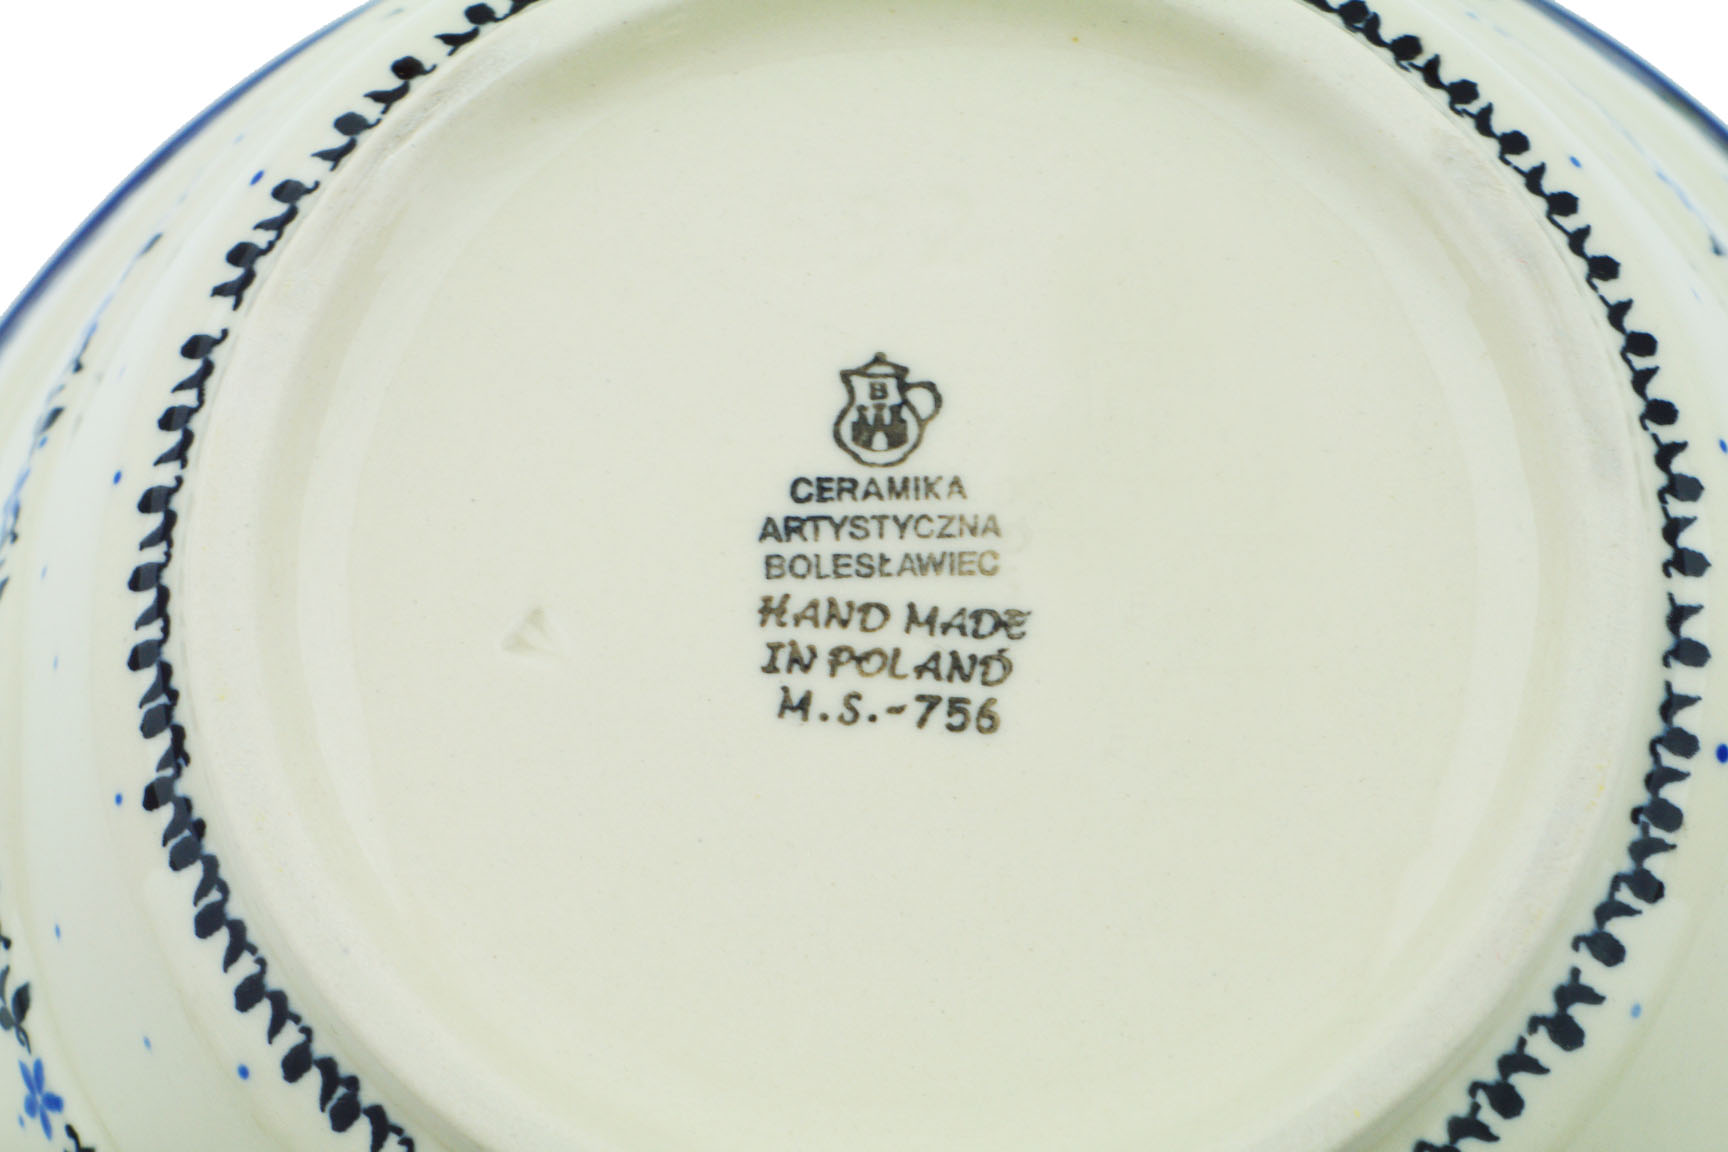 B
CERAMIKA
ARTYSTYCZNA
BOLESŁAWIEC
HAND MADE
IN POLAND
M.S.-756